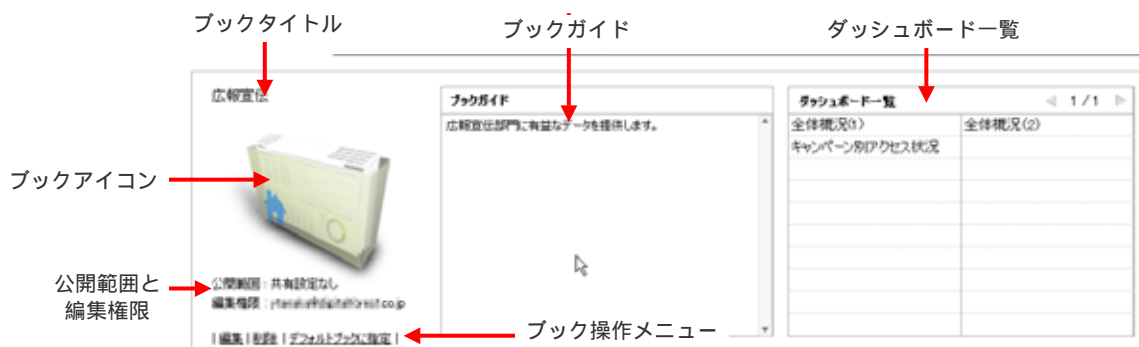 ブックタイトル
ブックガイド
ダッシュボード一覧
広報宣伝
ブックガイド
ダッシュボード一覧
1/1
広報宣伝部門に有益なデータを提供します。
全体概況(1)
全体概況(2)
キャンペーン別アクセス状況
ブックアイコン
公開範囲と
編集権限
公開範囲:共有設定なし
編集権限:
ブック操作メニュー
|編集|削除|デフォルトブックに指定|